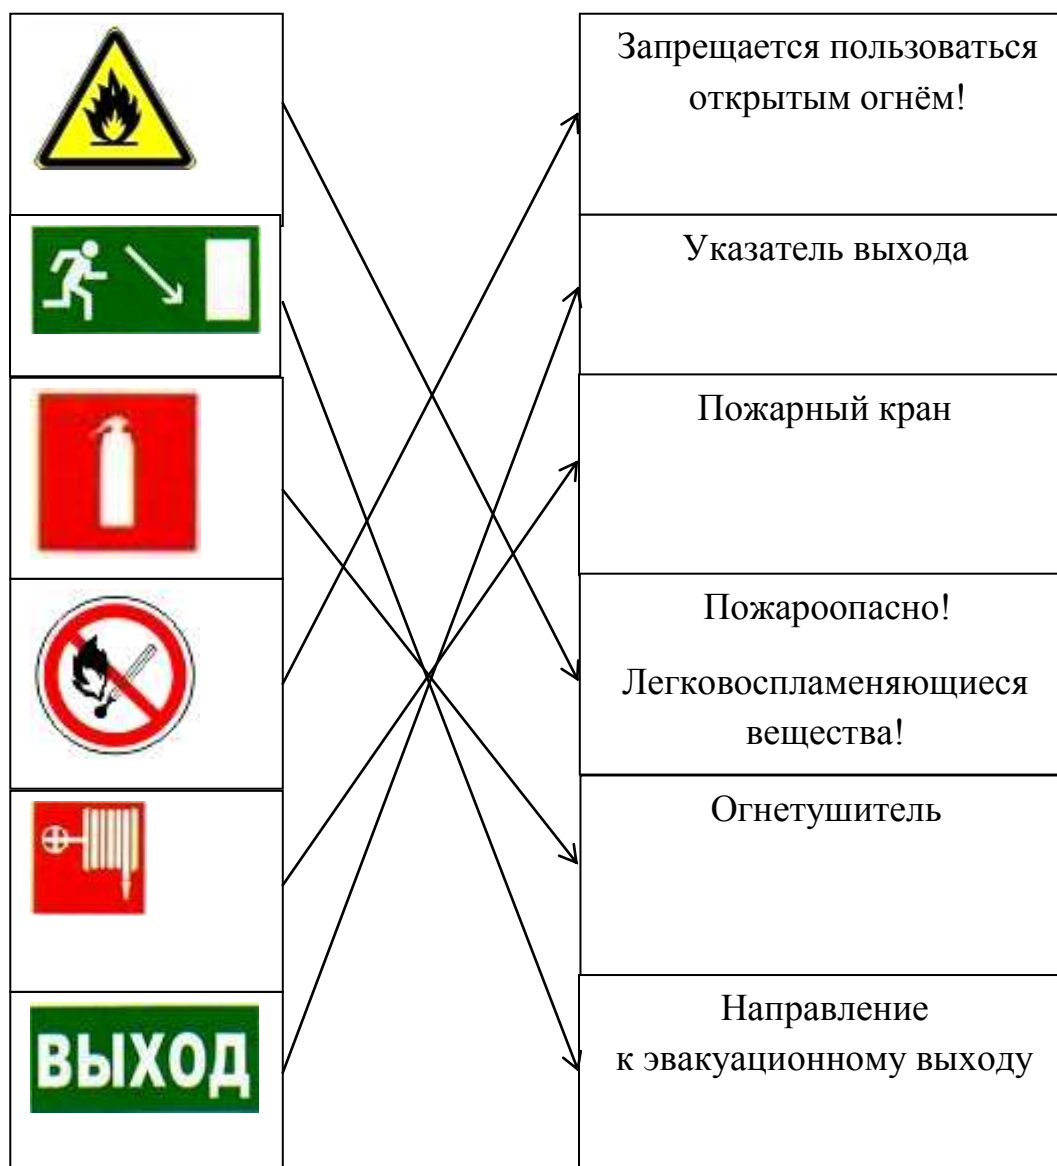 Запрещается пользоваться
открытым огнём!
Указатель выхода
Пожарный кран
Пожароопасно!
Легковоспламеняющиеся
вещества!
Огнетушитель
ВЫХОД
Направление
к эвакуационному выходу